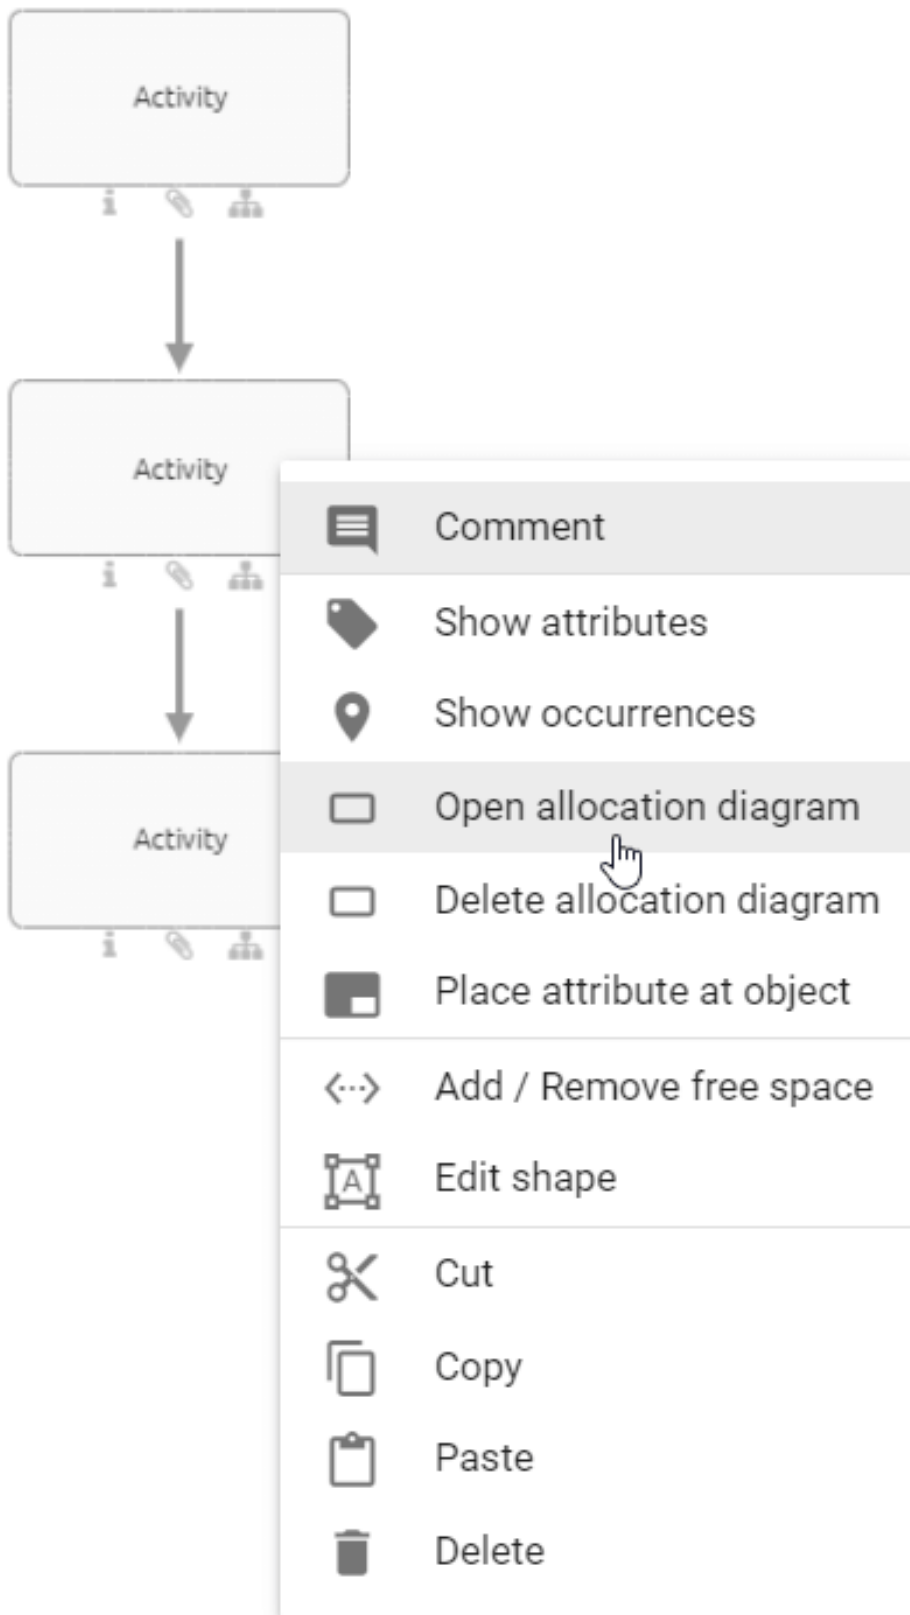 Activity
Activity
Comment
Show attributes
Show occurrences
Open allocation diagram
Activity
Delete allocation diagram
Place attribute at object
Add / Remove free space
Edit shape
Cut
Copy
Paste
Delete